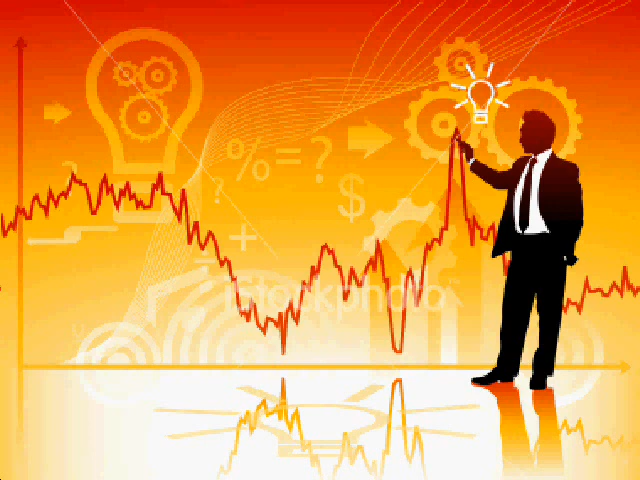 % = ?
?
?
$
+
iStockphoto